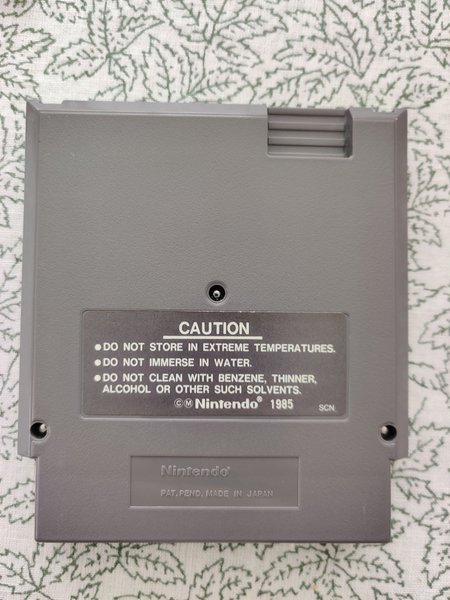 CAUTION
● DO NOT STORE IN EXTREME TEMPERATURES.
● DO NOT IMMERSE IN WATER.
● DO NOT CLEAN WITH BENZENE, THINNER,
ALCOHOL OR OTHER SUCH SOLVENTS.
©Ⓜ Nintendo® 1985 SCN
Nintendo®
PAT. PEND. MADE IN JAPAN